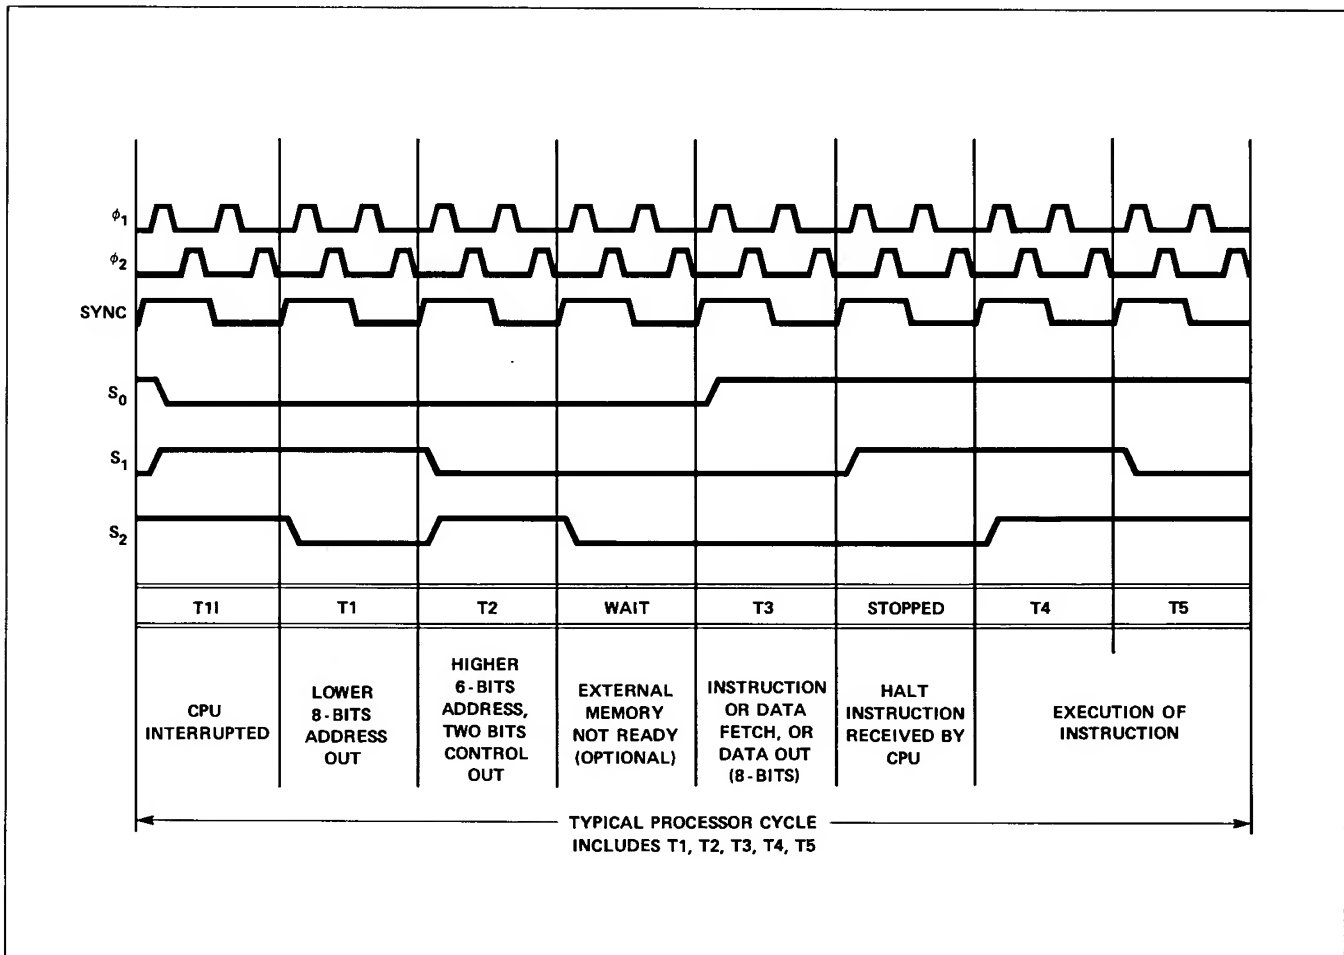 φ1
φ2
SYNC
S0
S1
S2
T1I
T1
T2
WAIT
T3
STOPPED
T4
T5
CPU
INTERRUPTED
LOWER
8-BITS
ADDRESS
OUT
HIGHER
6-BITS
ADDRESS,
TWO BITS
CONTROL
OUT
EXTERNAL
MEMORY
NOT READY
(OPTIONAL)
INSTRUCTION
OR DATA
FETCH, OR
DATA OUT
(8-BITS)
HALT
INSTRUCTION
RECEIVED BY
CPU
EXECUTION OF
INSTRUCTION
TYPICAL PROCESSOR CYCLE
INCLUDES T1, T2, T3, T4, T5